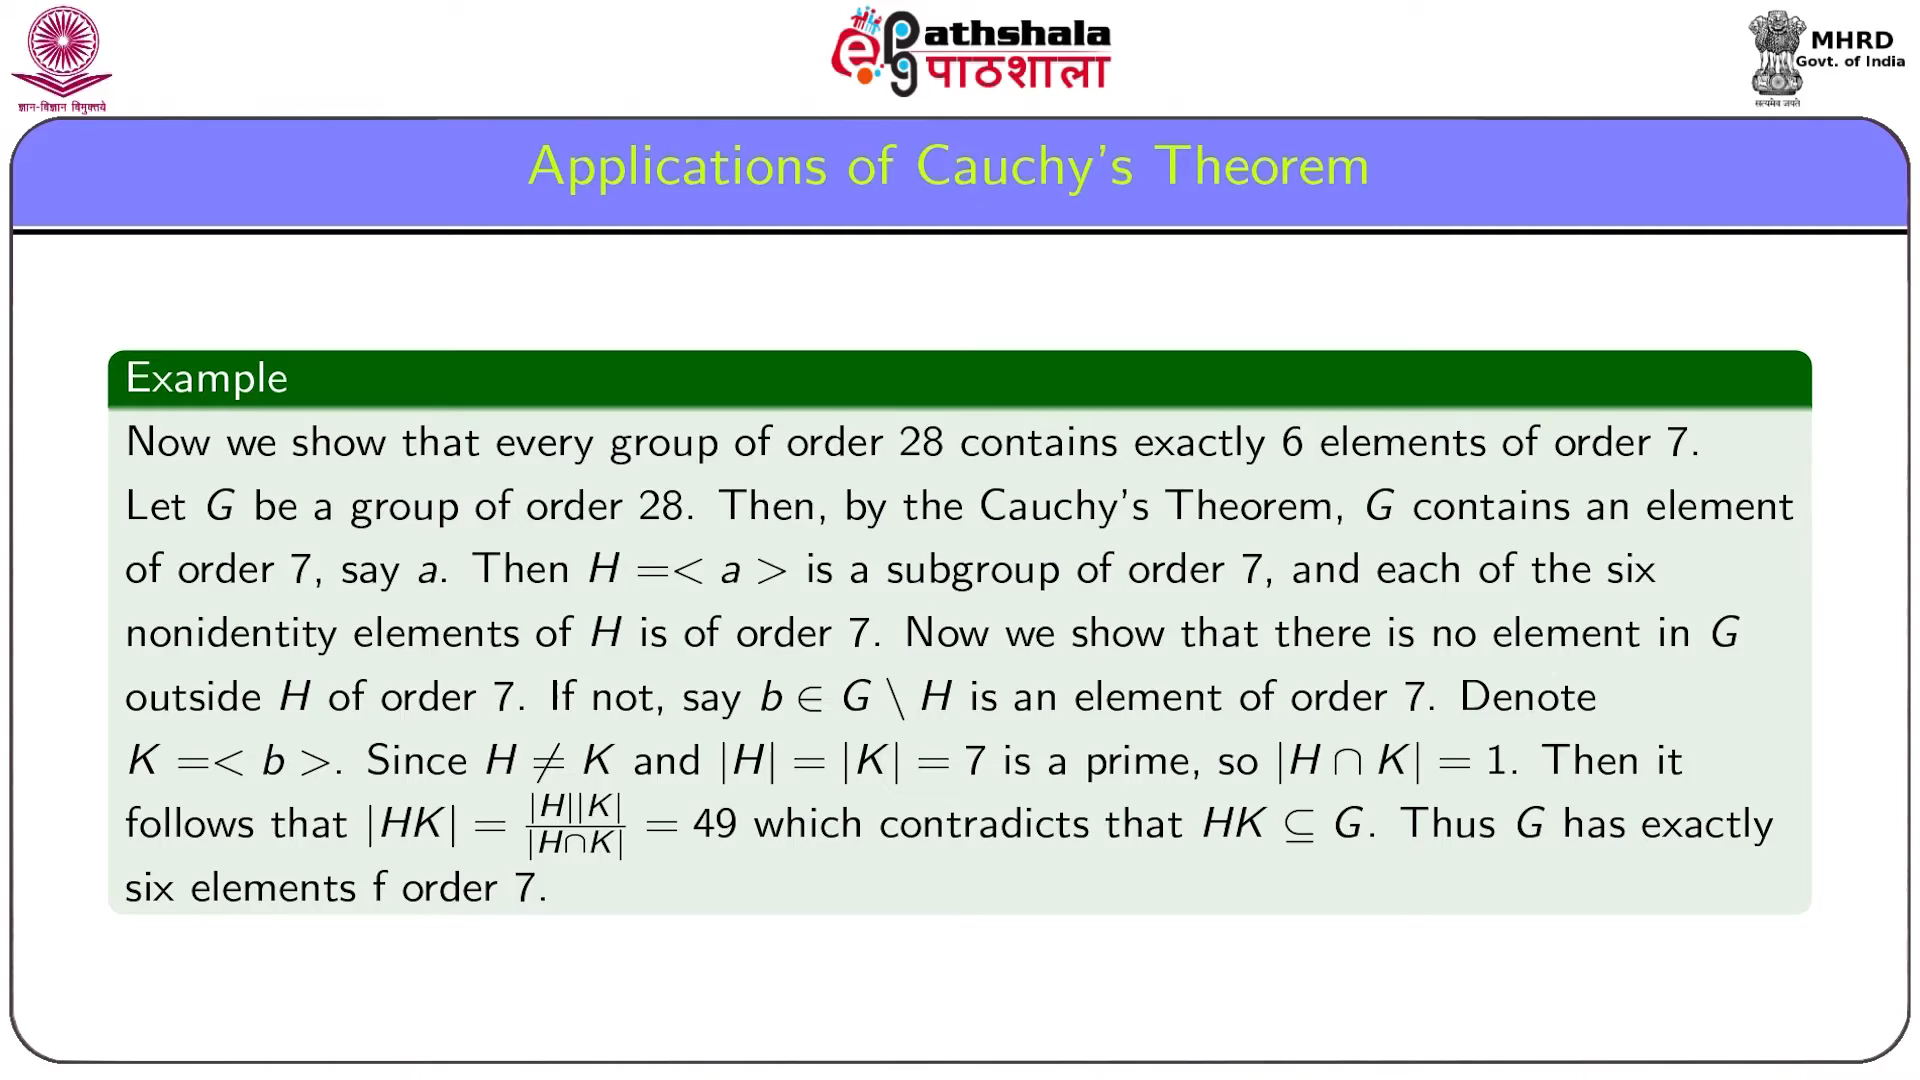 ज्ञान-विज्ञान विमुक्तये
ePathshala
पाठशाला
MHRD
Govt. of India
सत्यमेव जयते
Applications of Cauchy's Theorem
Example
Now we show that every group of order 28 contains exactly 6 elements of order 7.
Let G be a group of order 28. Then, by the Cauchy's Theorem, G contains an element
of order 7, say a. Then H =< a > is a subgroup of order 7, and each of the six
nonidentity elements of H is of order 7. Now we show that there is no element in G
outside H of order 7. If not, say b ∈ G \ H is an element of order 7. Denote
K =< b >. Since H ≠ K and |H| = |K| = 7 is a prime, so |H ∩ K| = 1. Then it
follows that |HK| = |H||K| / |H∩K| = 49 which contradicts that HK ⊆ G. Thus G has exactly
six elements f order 7.